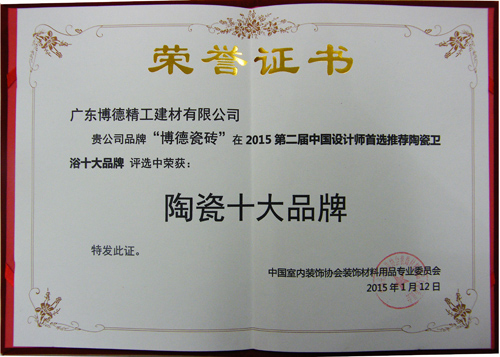 荣誉证书
广东博德精工建材有限公司
贵公司品牌“博德瓷砖”在2015第二届中国设计师首选推荐陶瓷卫
浴十大品牌 评选中荣获：
陶瓷十大品牌
特发此证。
中国室内装饰协会装饰材料用品专业委员会
2015年1月12日